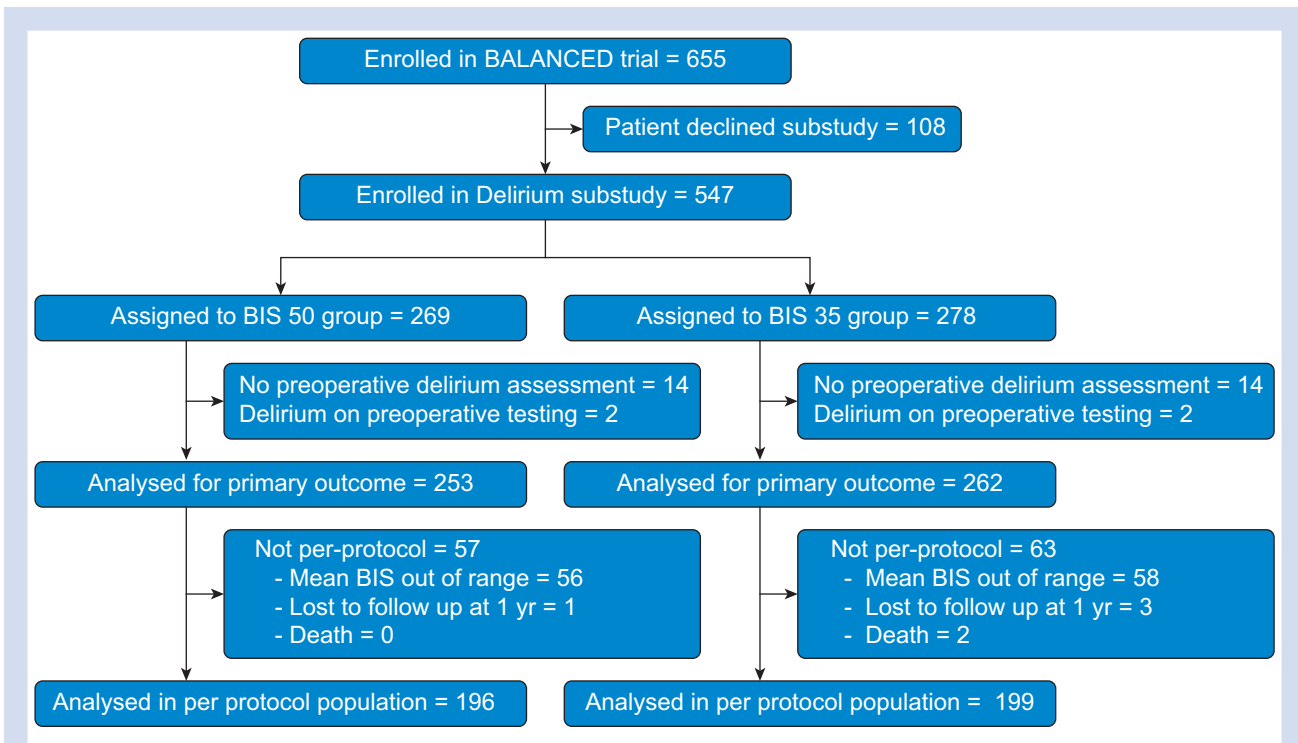 Enrolled in BALANCED trial = 655
Patient declined substudy = 108
Enrolled in Delirium substudy = 547
Assigned to BIS 50 group = 269
Assigned to BIS 35 group = 278
No preoperative delirium assessment = 14
Delirium on preoperative testing = 2
No preoperative delirium assessment = 14
Delirium on preoperative testing = 2
Analysed for primary outcome = 253
Analysed for primary outcome = 262
Not per-protocol = 57
- Mean BIS out of range = 56
- Lost to follow up at 1 yr = 1
- Death = 0
Not per-protocol = 63
- Mean BIS out of range = 58
- Lost to follow up at 1 yr = 3
- Death = 2
Analysed in per protocol population = 196
Analysed in per protocol population = 199